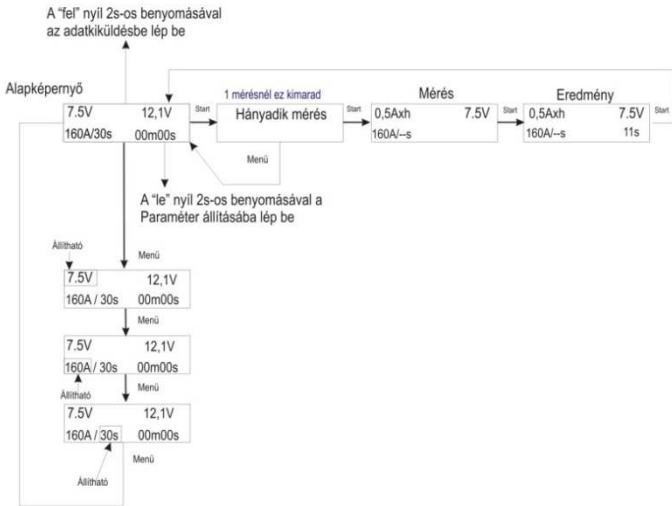 A “fel” nyíl 2s-os benyomásával
az adatkiküldésbe lép be
Alapképernyő
7.5V 12,1V
160A/30s 00m00s
Start
1 mérésnél ez kimarad
Hányadik mérés
Start
Menü
Mérés
0,5Axh 7.5V
160A/--s
Start
Eredmény
0,5Axh 7.5V
160A/--s 11s
Start
A “le” nyíl 2s-os benyomásával a
Paraméter állításába lép be
Állítható
Menü
7.5V 12,1V
160A / 30s 00m00s
Menü
7.5V 12,1V
160A / 30s 00m00s
Állítható
Menü
7.5V 12,1V
160A / 30s 00m00s
Menü
Állítható